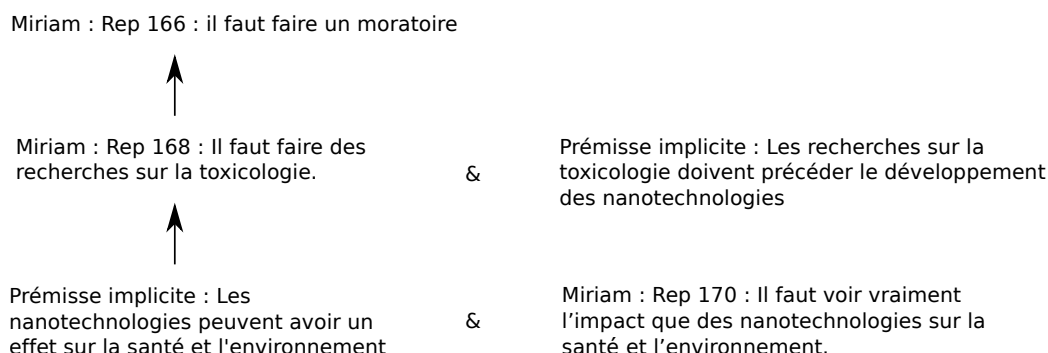 Miriam : Rep 166 : il faut faire un moratoire
Miriam : Rep 168 : Il faut faire des
recherches sur la toxicologie.
&
Prémisse implicite : Les recherches sur la
toxicologie doivent précéder le développement
des nanotechnologies
Prémisse implicite : Les
nanotechnologies peuvent avoir un
effet sur la santé et l'environnement
&
Miriam : Rep 170 : Il faut voir vraiment
l’impact que des nanotechnologies sur la
santé et l’environnement.